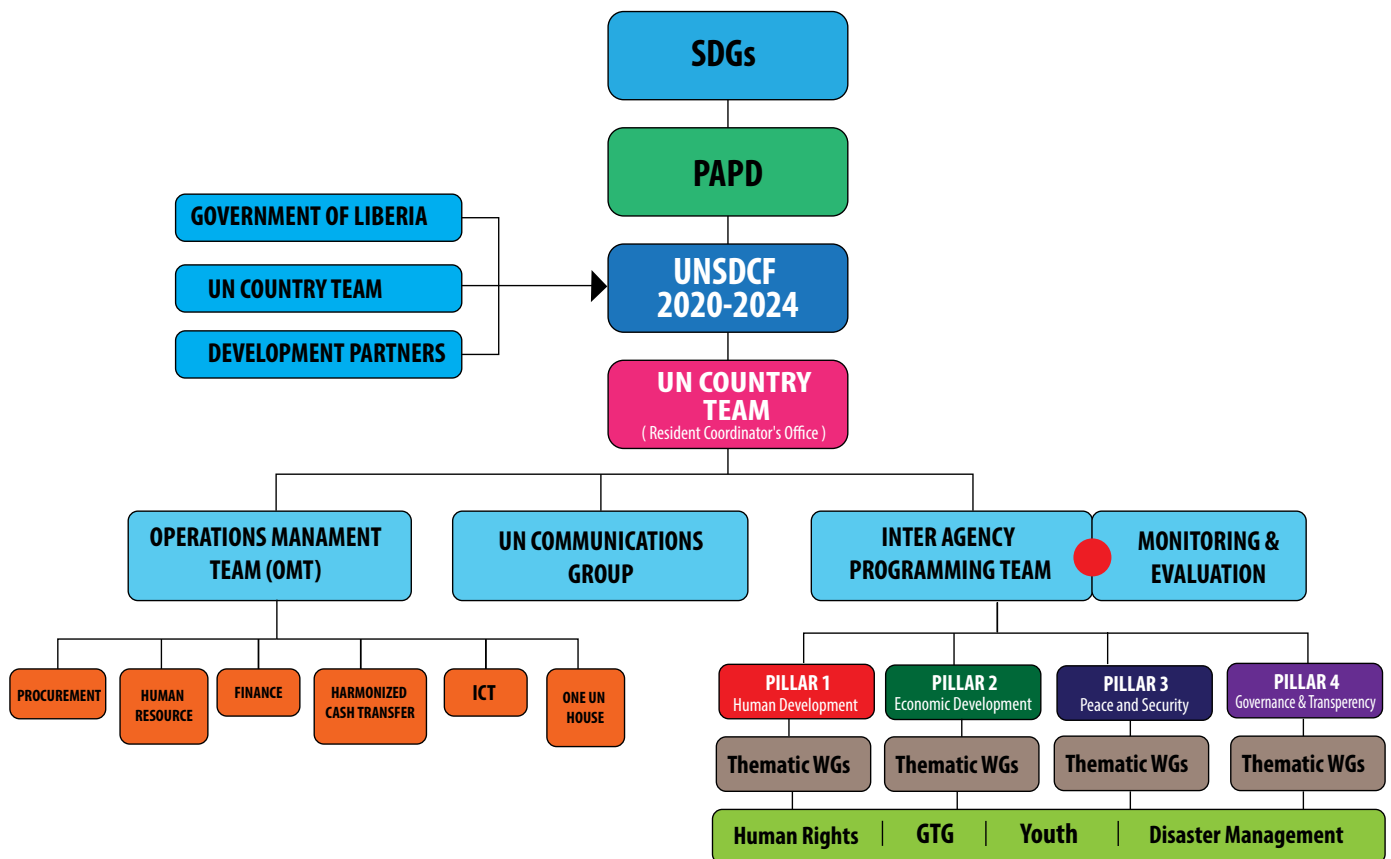 SDGs
PAPD
GOVERNMENT OF LIBERIA
UN COUNTRY TEAM
DEVELOPMENT PARTNERS
UNSDCF
2020-2024
UN COUNTRY
TEAM
( Resident Coordinator's Office )
OPERATIONS MANAMENT
TEAM (OMT)
UN COMMUNICATIONS
GROUP
INTER AGENCY
PROGRAMMING TEAM
MONITORING &
EVALUATION
PROCUREMENT
HUMAN
RESOURCE
FINANCE
HARMONIZED
CASH TRANSFER
ICT
ONE UN
HOUSE
PILLAR 1
Human Development
PILLAR 2
Economic Development
PILLAR 3
Peace and Security
PILLAR 4
Governance & Transperency
Thematic WGs
Thematic WGs
Thematic WGs
Thematic WGs
Human Rights | GTG | Youth | Disaster Management